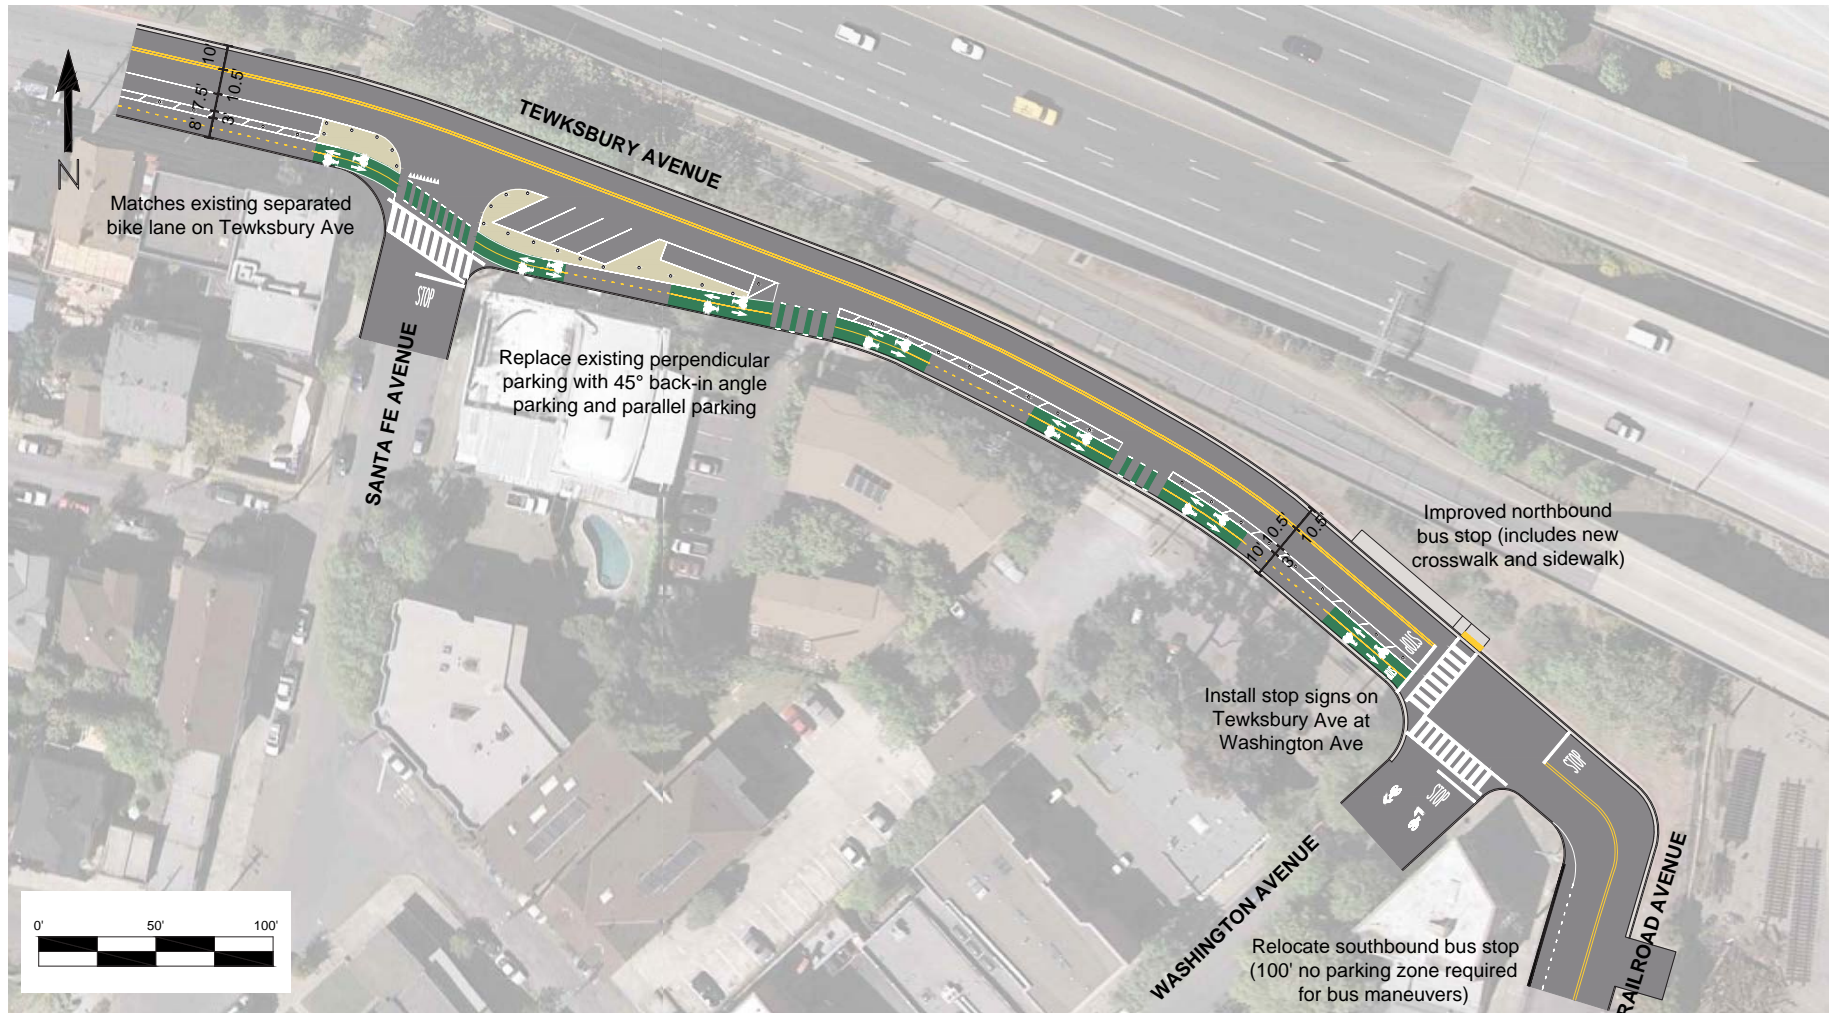 10
10.5'
7.5'
3'
8'
TEWKSBURY AVENUE
N
Matches existing separated
bike lane on Tewksbury Ave
STOP
SANTA FE AVENUE
Replace existing perpendicular
parking with 45° back-in angle
parking and parallel parking
10.5'
10.5'
3'
10'
Improved northbound
bus stop (includes new
crosswalk and sidewalk)
STOP
Install stop signs on
Tewksbury Ave at
Washington Ave
STOP
STOP
WASHINGTON AVENUE
RAILROAD AVENUE
Relocate southbound bus stop
(100' no parking zone required
for bus maneuvers)
0'
50'
100'